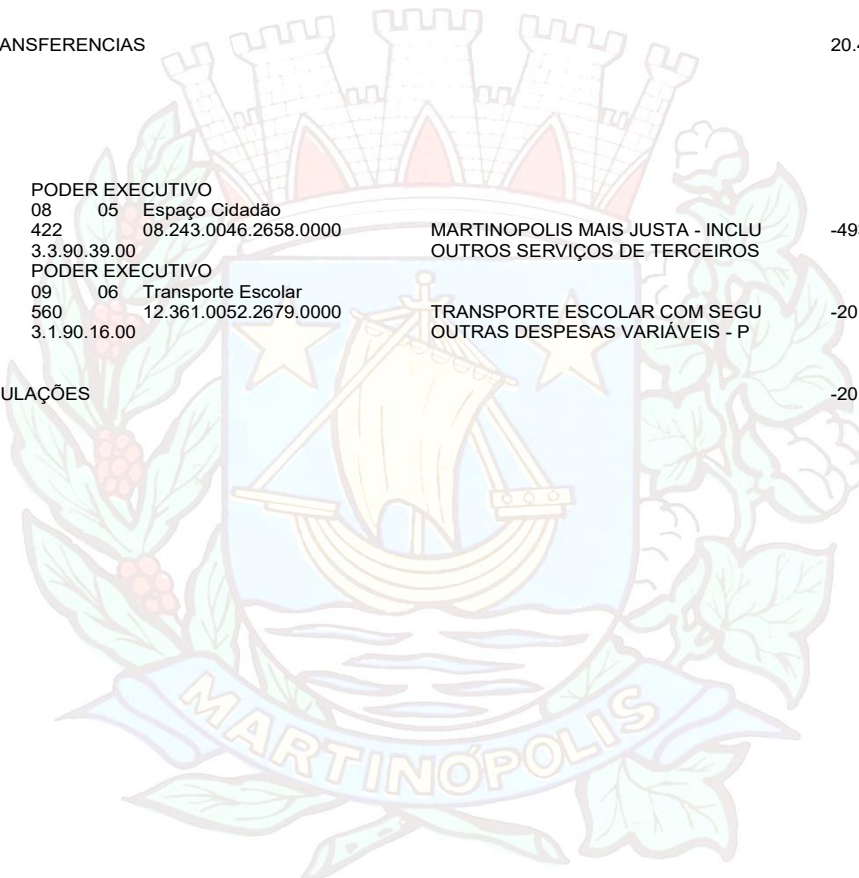 ANSFERENCIAS 20.4
PODER EXECUTIVO
08 05 Espaço Cidadão
422 08.243.0046.2658.0000 MARTINOPOLIS MAIS JUSTA - INCLU -49
3.3.90.39.00 OUTROS SERVIÇOS DE TERCEIROS
PODER EXECUTIVO
09 06 Transporte Escolar
560 12.361.0052.2679.0000 TRANSPORTE ESCOLAR COM SEGU -20
3.1.90.16.00 OUTRAS DESPESAS VARIÁVEIS - P
ULAÇÕES -20
MARTINÓPOLIS